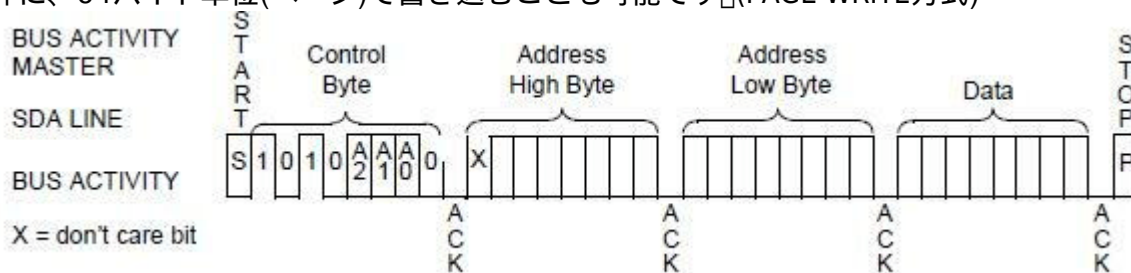 64バイト単位(ページ)で書き込むことも可能です (PAGE WRITE方式)
BUS ACTIVITY
MASTER
START
Control
Byte
Address
High Byte
Address
Low Byte
Data
STOP
SDA LINE
S 1 0 1 0 A2 A1 A0 0 X P
BUS ACTIVITY
ACK ACK ACK ACK
X = don't care bit